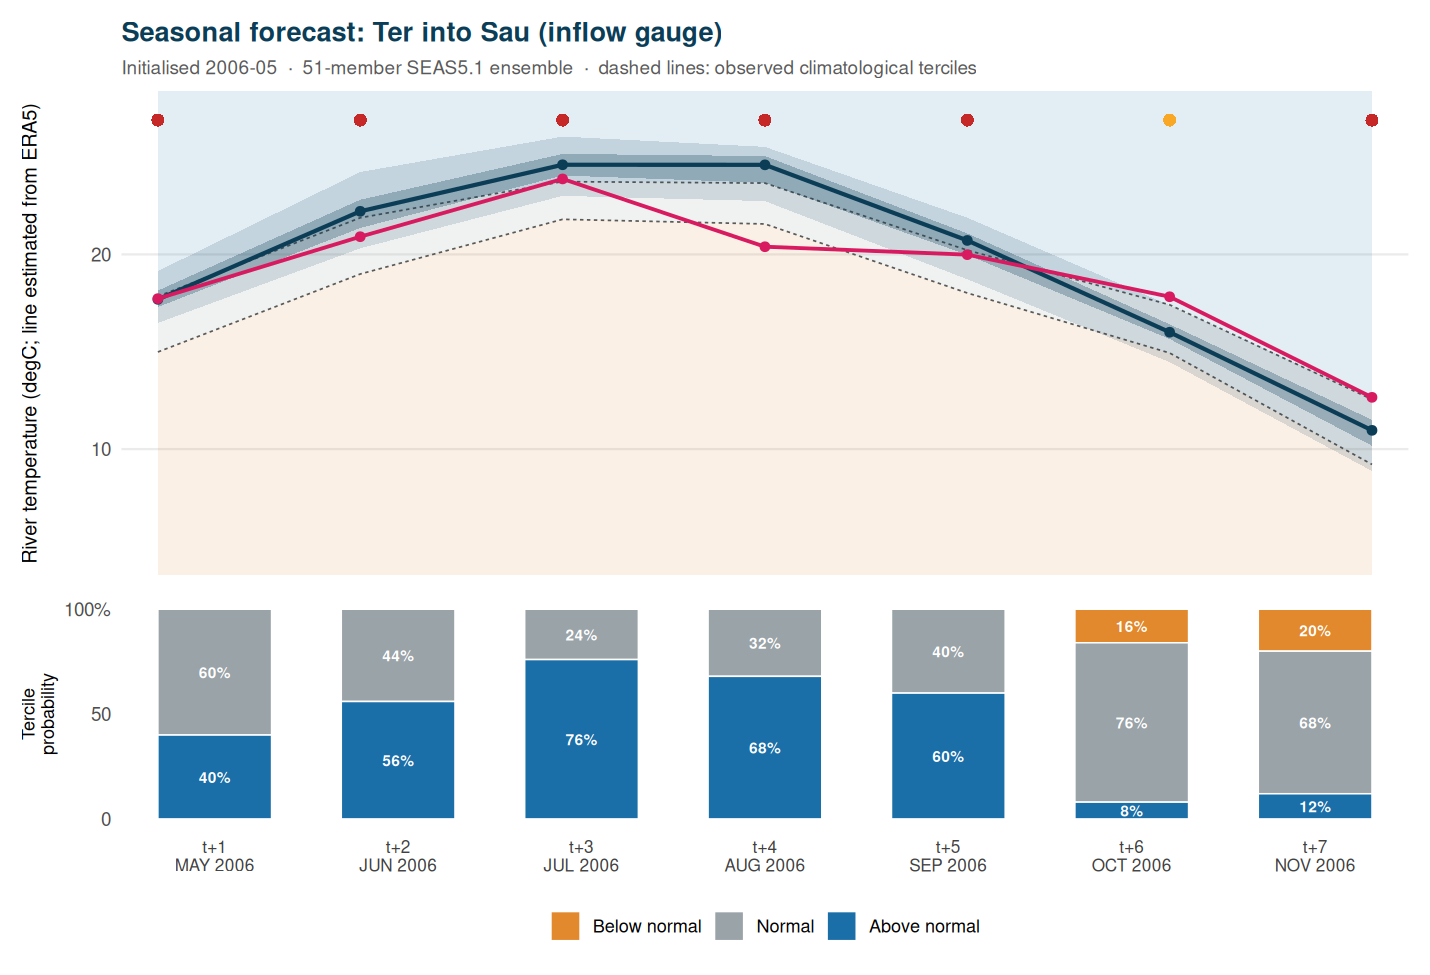 Seasonal forecast: Ter into Sau (inflow gauge)
Initialised 2006-05 · 51-member SEAS5.1 ensemble · dashed lines: observed climatological terciles
River temperature (degC; line estimated from ERA5)
20
10
Tercile
probability
100%
50
0
60%
44%
24%
32%
40%
16%
20%
76%
68%
40%
56%
76%
68%
60%
8%
12%
t+1
MAY 2006
t+2
JUN 2006
t+3
JUL 2006
t+4
AUG 2006
t+5
SEP 2006
t+6
OCT 2006
t+7
NOV 2006
Below normal
Normal
Above normal